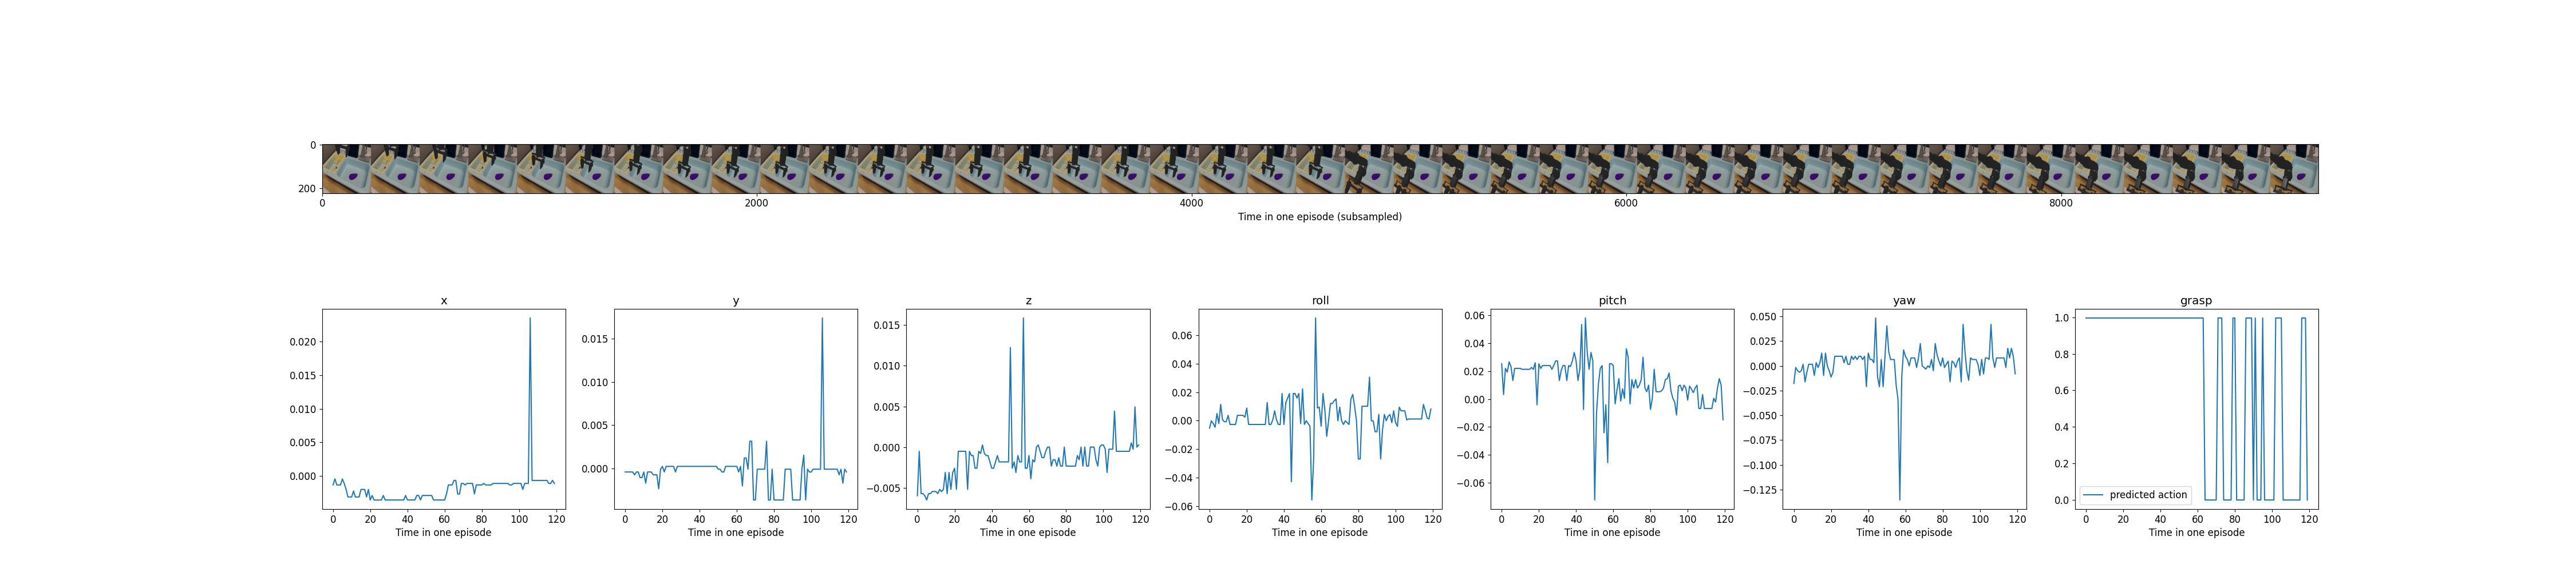 0
200
0 2000 4000 6000 8000
Time in one episode (subsampled)
x y z roll pitch yaw grasp
0.020
0.015
0.010
0.005
0.000
0 20 40 60 80 100 120
Time in one episode
0.015
0.010
0.005
0.000
0 20 40 60 80 100 120
Time in one episode
0.015
0.010
0.005
0.000
−0.005
0 20 40 60 80 100 120
Time in one episode
0.06
0.04
0.02
0.00
−0.02
−0.04
−0.06
0 20 40 60 80 100 120
Time in one episode
0.06
0.04
0.02
0.00
−0.02
−0.04
−0.06
0 20 40 60 80 100 120
Time in one episode
0.050
0.025
0.000
−0.025
−0.050
−0.075
−0.100
−0.125
0 20 40 60 80 100 120
Time in one episode
1.0
0.8
0.6
0.4
0.2
0.0
predicted action
0 20 40 60 80 100 120
Time in one episode